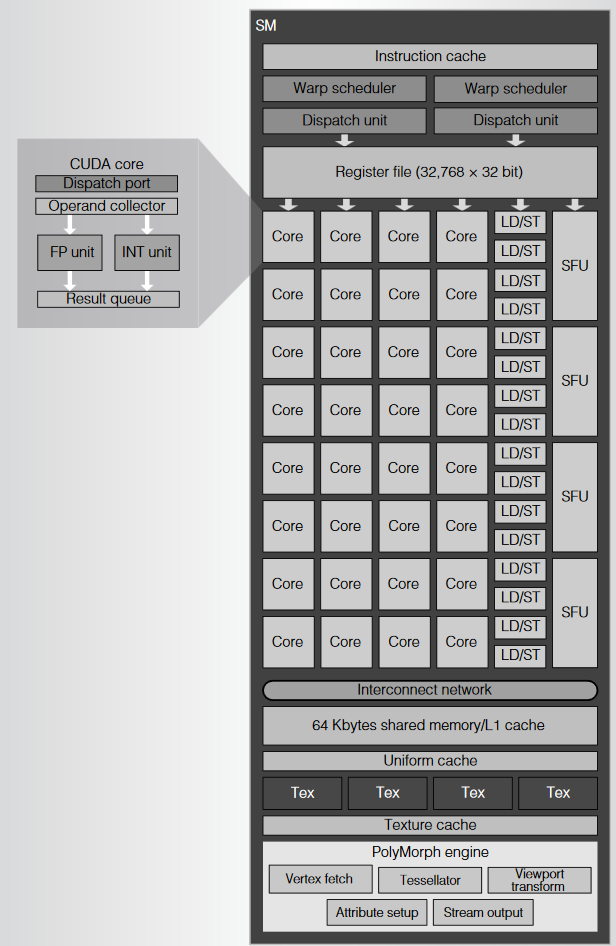 SM
Instruction cache
Warp scheduler Warp scheduler
Dispatch unit Dispatch unit
Register file (32,768 × 32 bit)
CUDA core
Dispatch port
Operand collector
FP unit INT unit
Result queue
Core Core Core Core LD/ST
LD/ST
SFU
Core Core Core Core LD/ST
LD/ST
Core Core Core Core LD/ST
LD/ST
SFU
Core Core Core Core LD/ST
LD/ST
Core Core Core Core LD/ST
LD/ST
SFU
Core Core Core Core LD/ST
LD/ST
Core Core Core Core LD/ST
LD/ST
SFU
Core Core Core Core LD/ST
LD/ST
Interconnect network
64 Kbytes shared memory/L1 cache
Uniform cache
Tex Tex Tex Tex
Texture cache
PolyMorph engine
Vertex fetch Tessellator Viewport
transform
Attribute setup Stream output